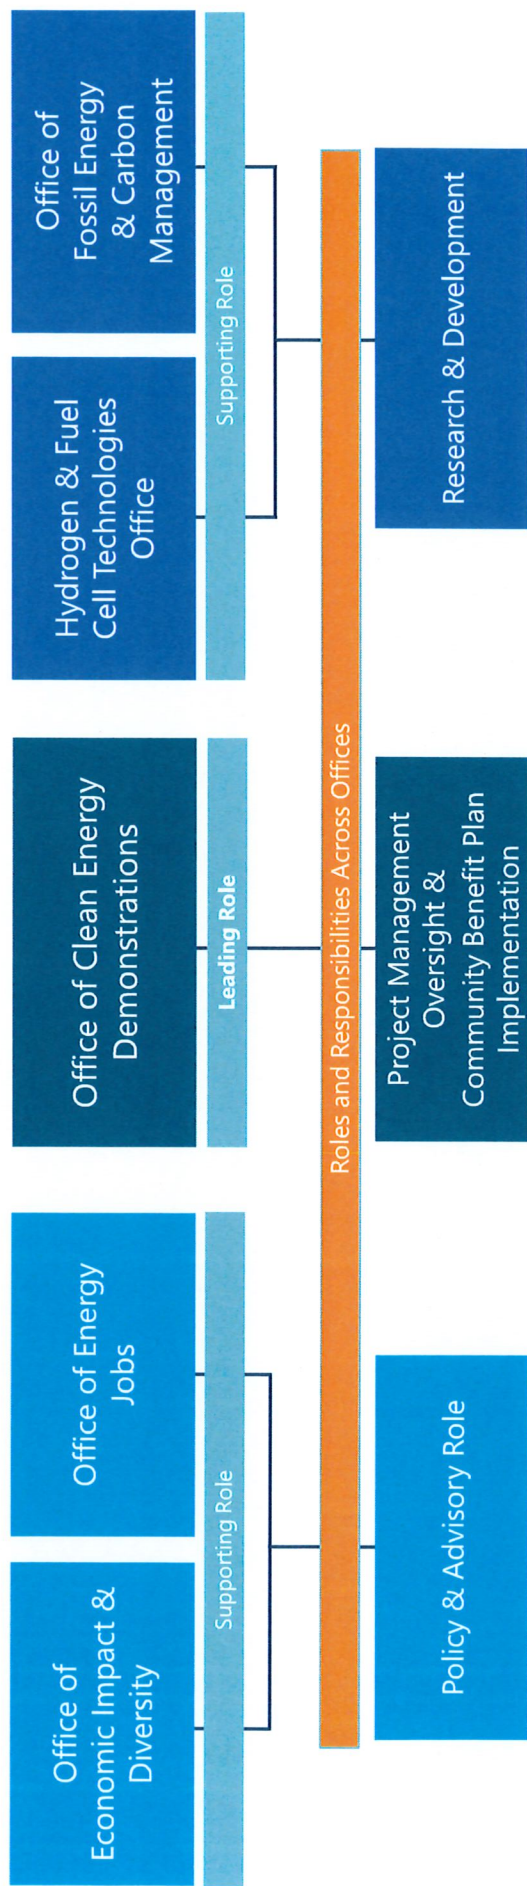 Office of
Economic Impact &
Diversity
Office of Energy
Jobs
Office of Clean Energy
Demonstrations
Hydrogen & Fuel
Cell Technologies
Office
Office of
Fossil Energy
& Carbon
Management
Supporting Role
Leading Role
Supporting Role
Roles and Responsibilities Across Offices
Policy & Advisory Role
Project Management
Oversight &
Community Benefit Plan
Implementation
Research & Development